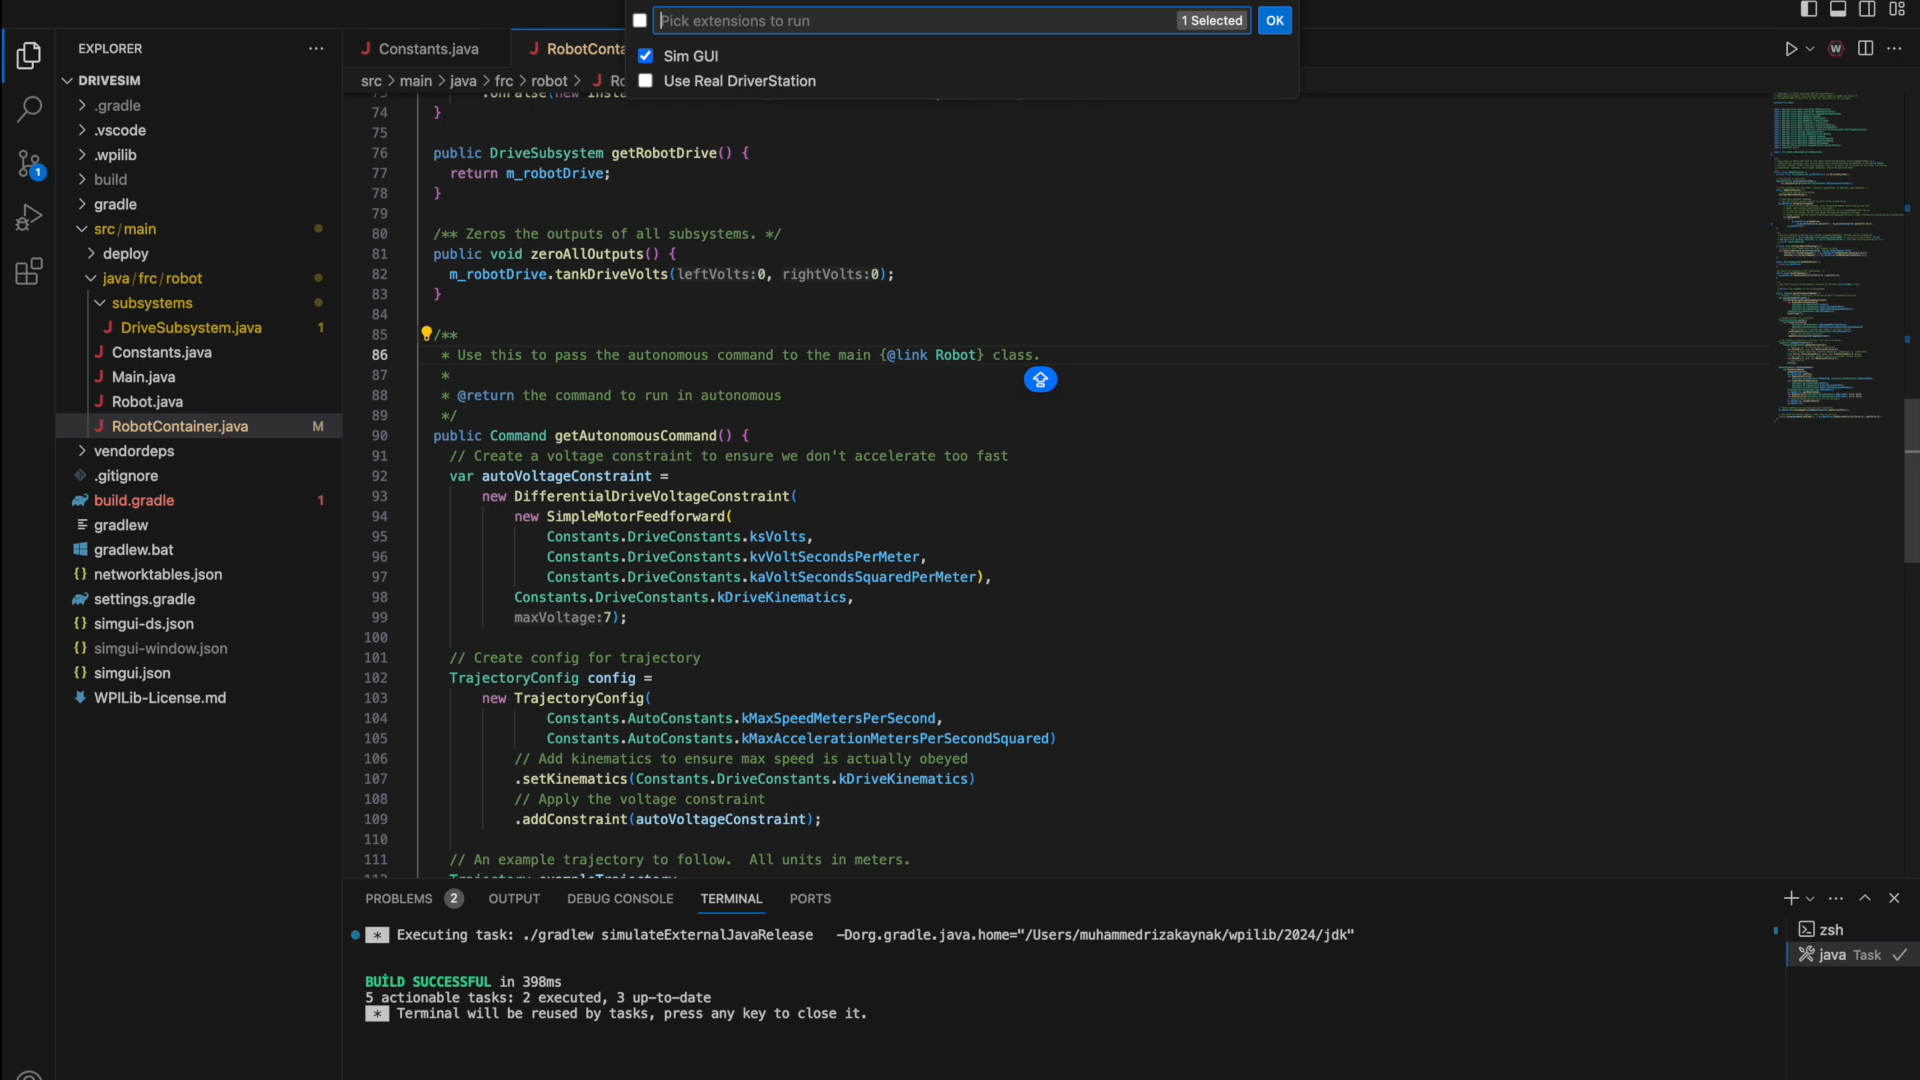 Pick extensions to run
1 Selected
OK
Sim GUI
Use Real DriverStation
EXPLORER
DRIVESIM
.gradle
.vscode
.wpilib
build
gradle
src/main
deploy
java/frc/robot
subsystems
DriveSubsystem.java 1
Constants.java
Main.java
Robot.java
RobotContainer.java M
vendordeps
.gitignore
build.gradle 1
gradlew
gradlew.bat
networktables.json
settings.gradle
simgui-ds.json
simgui-window.json
simgui.json
WPILib-License.md
1
Constants.java
RobotConta
src > main > java > frc > robot >
74 }
75
76 public DriveSubsystem getRobotDrive() {
77 return m_robotDrive;
78 }
79
80 /** Zeros the outputs of all subsystems. */
81 public void zeroAllOutputs() {
82 m_robotDrive.tankDriveVolts(leftVolts:0, rightVolts:0);
83 }
84
85 /**
86 * Use this to pass the autonomous command to the main {@link Robot} class.
87 *
88 * @return the command to run in autonomous
89 */
90 public Command getAutonomousCommand() {
91 // Create a voltage constraint to ensure we don't accelerate too fast
92 var autoVoltageConstraint =
93 new DifferentialDriveVoltageConstraint(
94 new SimpleMotorFeedforward(
95 Constants.DriveConstants.ksVolts,
96 Constants.DriveConstants.kvVoltSecondsPerMeter,
97 Constants.DriveConstants.kaVoltSecondsSquaredPerMeter),
98 Constants.DriveConstants.kDriveKinematics,
99 maxVoltage:7);
100
101 // Create config for trajectory
102 TrajectoryConfig config =
103 new TrajectoryConfig(
104 Constants.AutoConstants.kMaxSpeedMetersPerSecond,
105 Constants.AutoConstants.kMaxAccelerationMetersPerSecondSquared)
106 // Add kinematics to ensure max speed is actually obeyed
107 .setKinematics(Constants.DriveConstants.kDriveKinematics)
108 // Apply the voltage constraint
109 .addConstraint(autoVoltageConstraint);
110
111 // An example trajectory to follow.  All units in meters.
PROBLEMS 2 OUTPUT DEBUG CONSOLE TERMINAL PORTS
* Executing task: ./gradlew simulateExternalJavaRelease   -Dorg.gradle.java.home="/Users/muhammedrizakaynak/wpilib/2024/jdk"
BUİLD SUCCESSFUL in 398ms
5 actionable tasks: 2 executed, 3 up-to-date
* Terminal will be reused by tasks, press any key to close it.
zsh
java Task